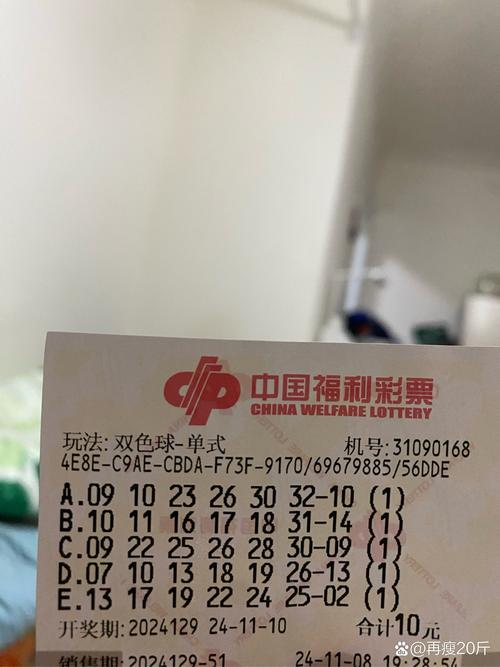 中国福利彩票
CHINA WELFARE LOTTERY
玩法:双色球-单式 机号:31090168
4E8E-C9AE-CBDA-F73F-9170/69679885/56DDE
A.09 10 23 26 30 32-10 (1)
B.10 11 16 17 18 31-14 (1)
C.09 22 25 26 28 30-09 (1)
D.07 10 13 18 19 26-13 (1)
E.13 17 19 22 24 25-02 (1)
开奖期:2024129 24-11-10 合计10元
销售期:2024129-51 24-11-08 19:28:54
@再瘦20斤